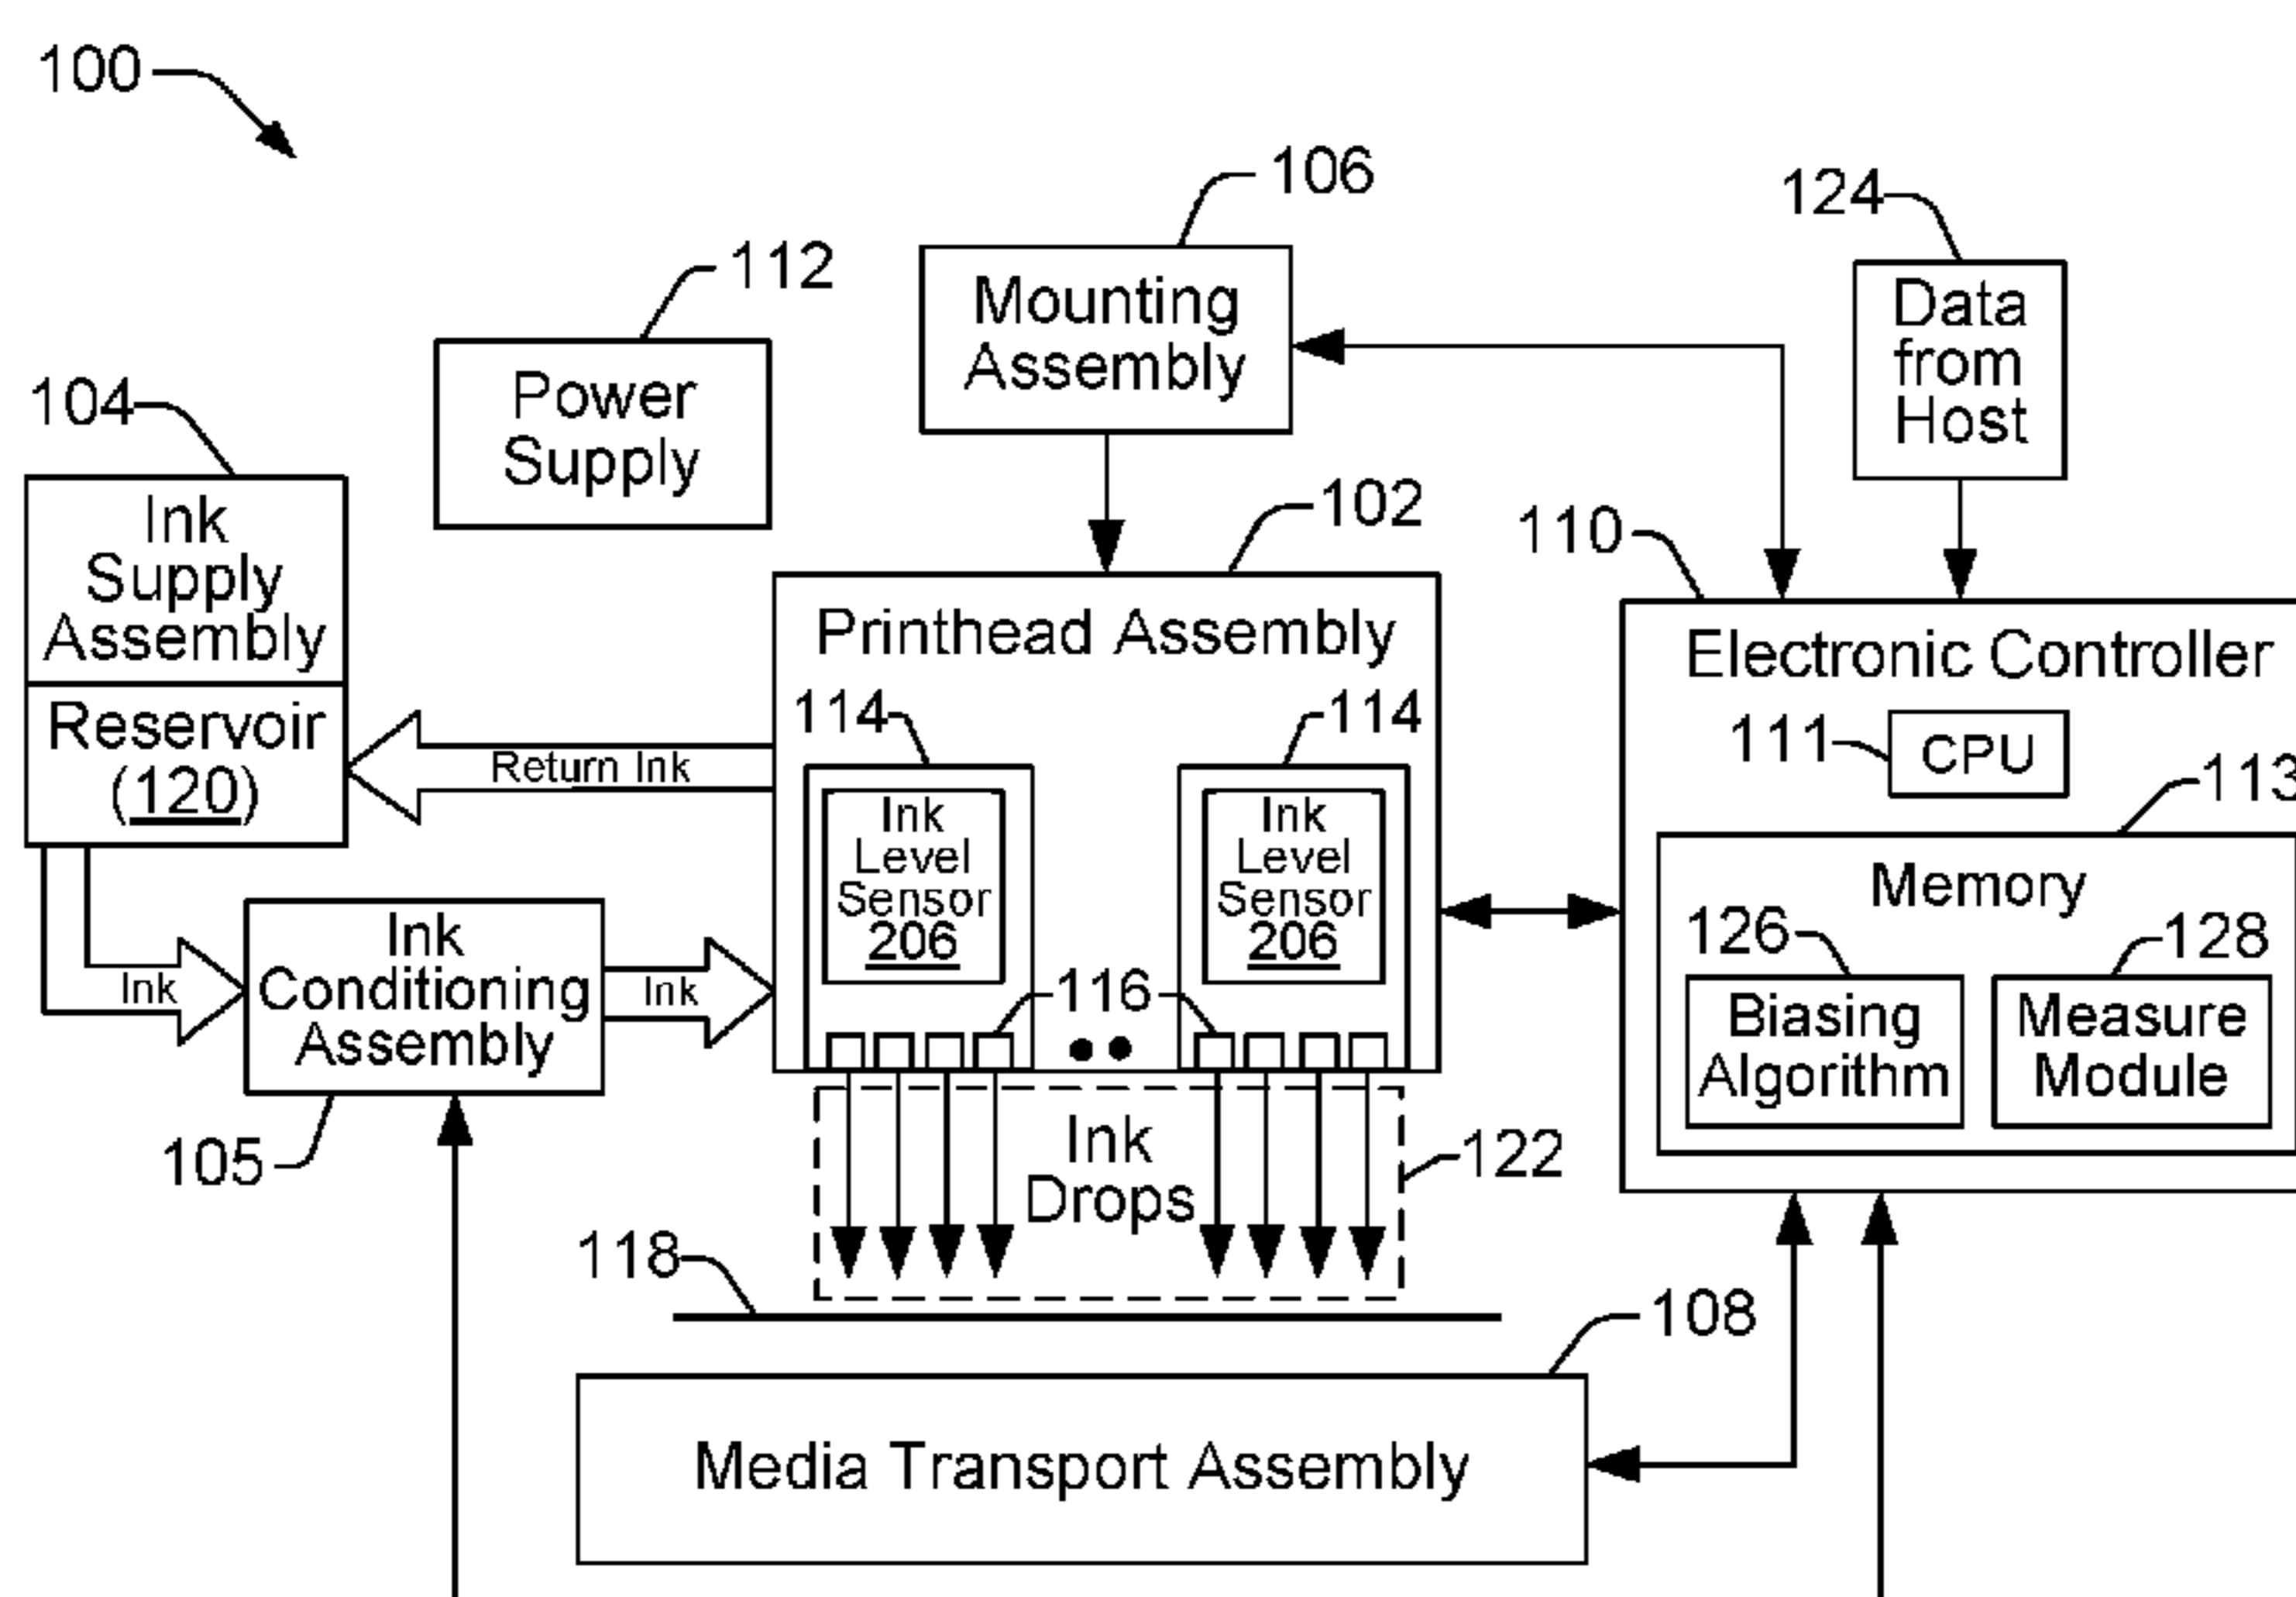 100
106
124
112
Mounting
Assembly
Data
from
Host
Power
Supply
104
102
110
Ink
Supply
Assembly
Reservoir
(120)
Printhead Assembly
Electronic Controller
114
114
111
CPU
113
Return Ink
Ink
Level
Sensor
206
Ink
Level
Sensor
206
Memory
126
128
Biasing
Algorithm
Measure
Module
Ink
Ink
Conditioning
Assembly
Ink
116
105
Ink
Drops
122
118
108
Media Transport Assembly